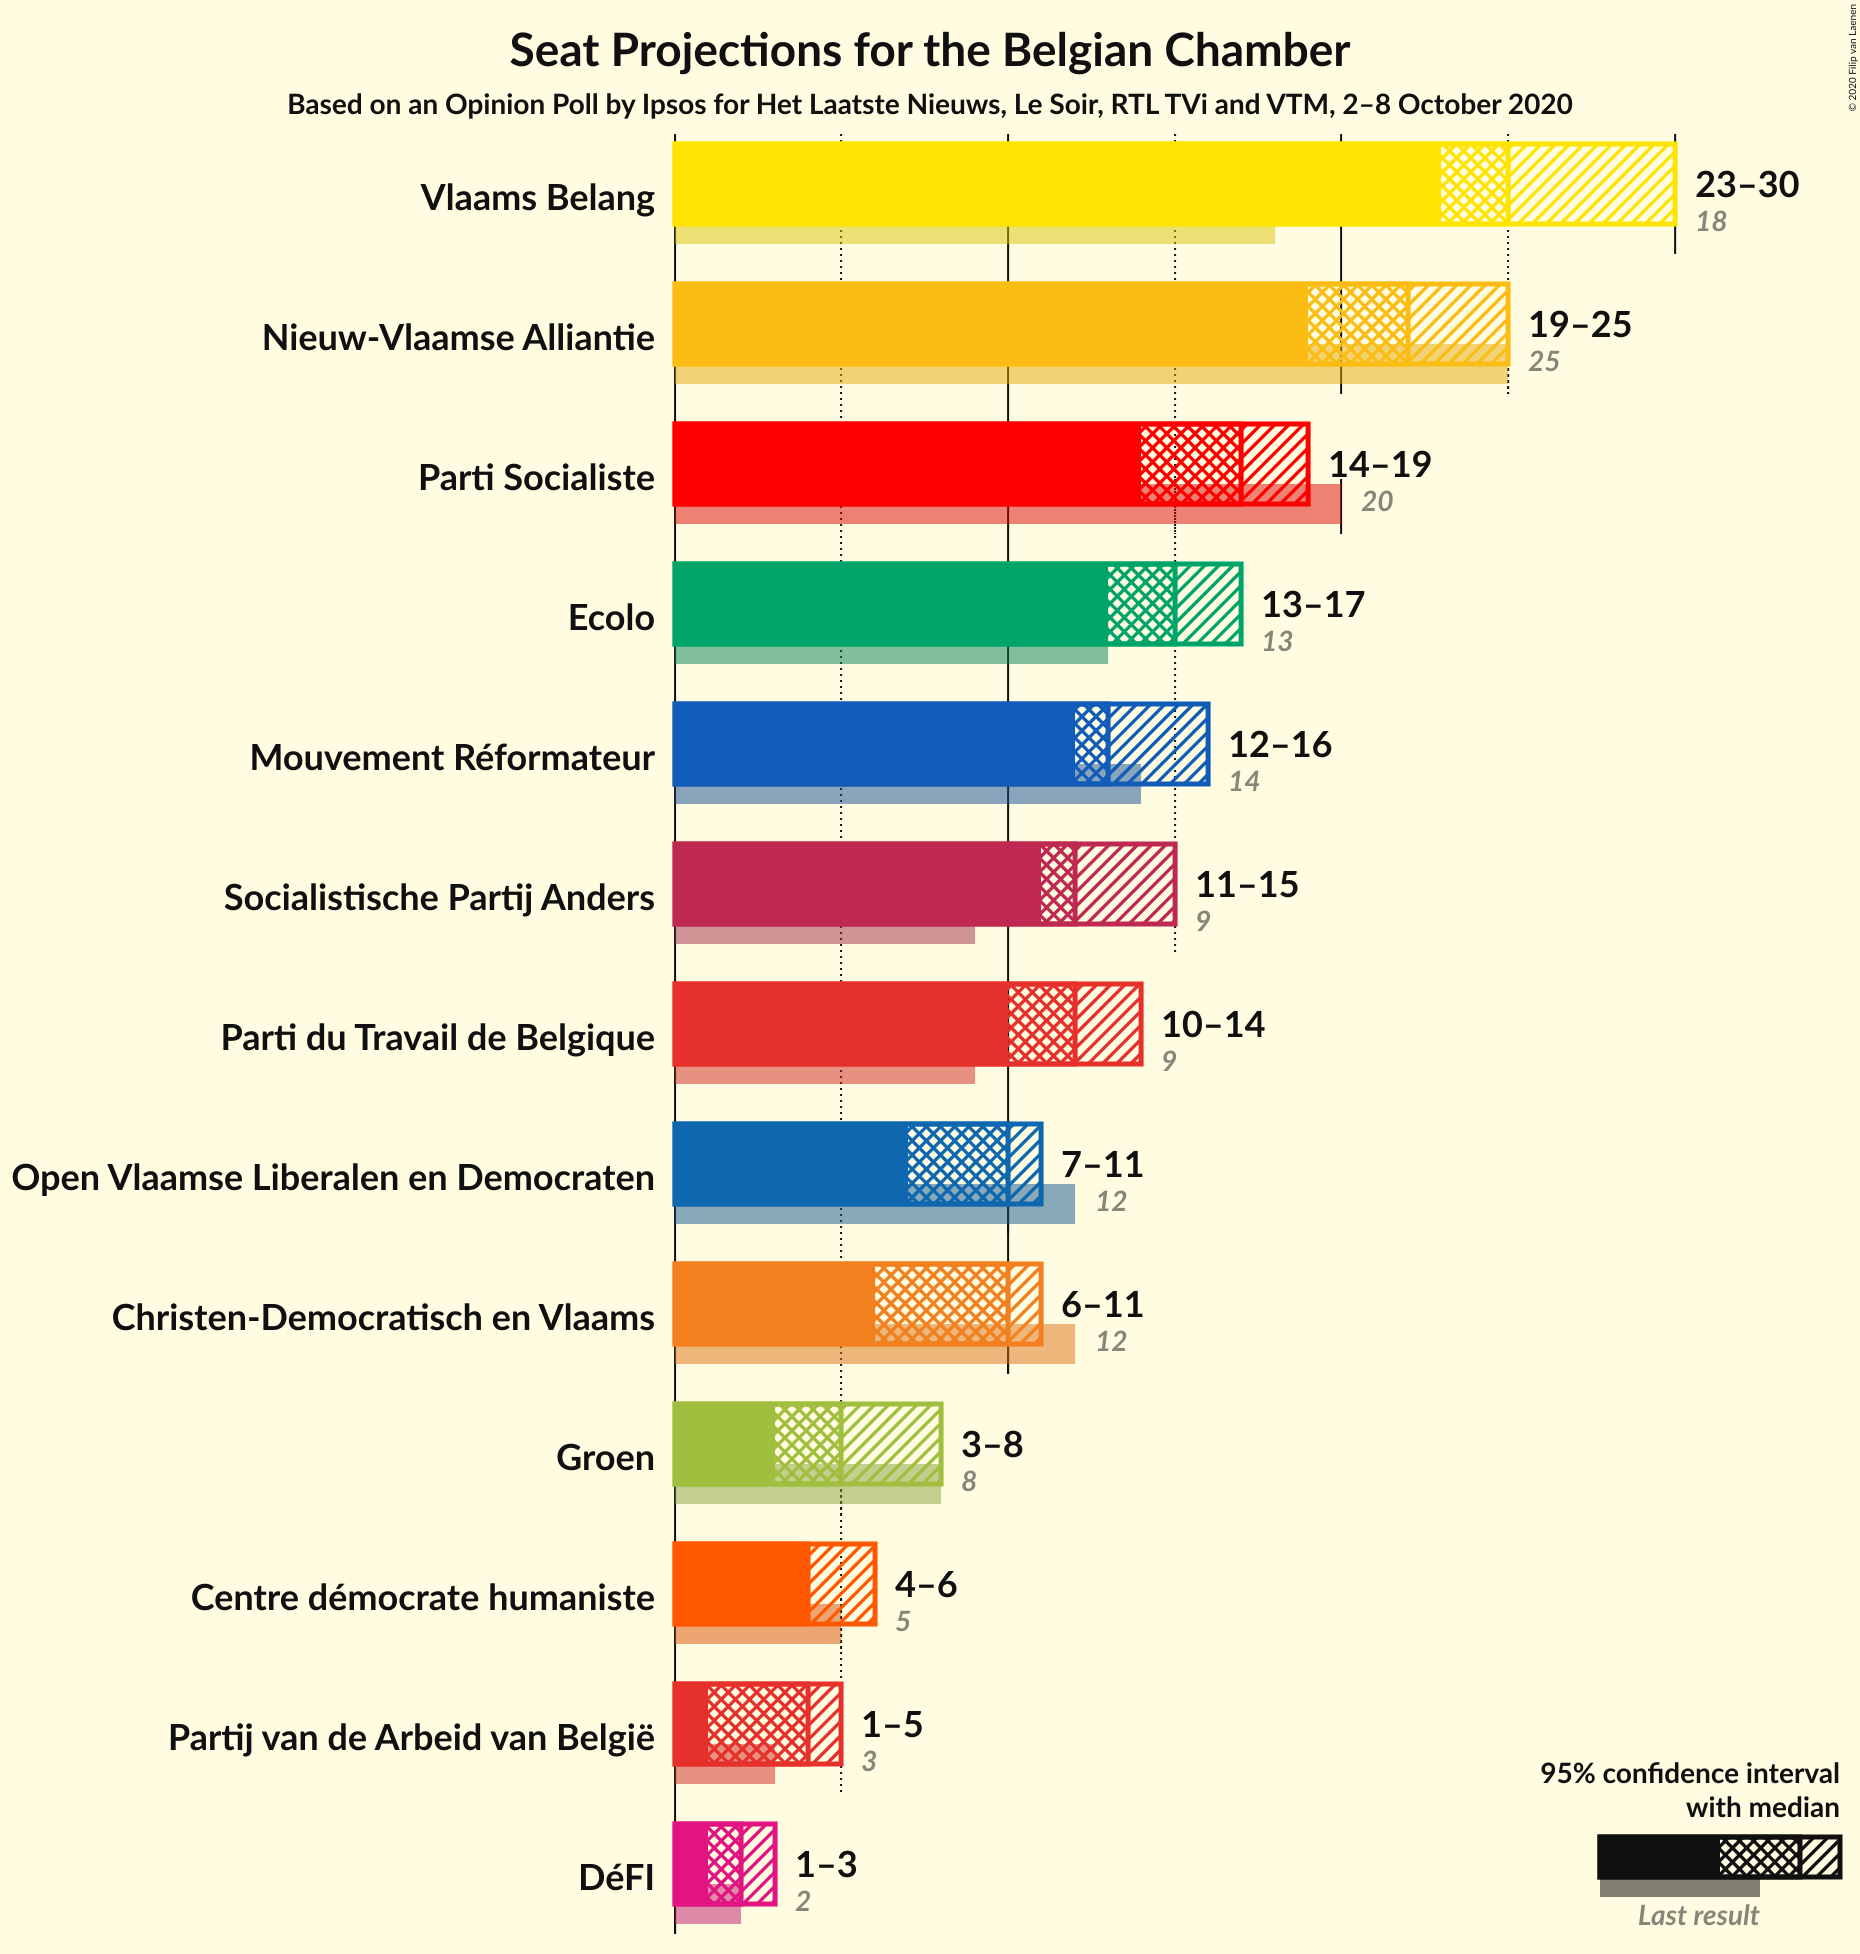 Seat Projections for the Belgian Chamber
Based on an Opinion Poll by Ipsos for Het Laatste Nieuws, Le Soir, RTL TVi and VTM, 2–8 October 2020
© 2020 Filip van Laenen
Vlaams Belang
23–30
18
Nieuw-Vlaamse Alliantie
19–25
25
Parti Socialiste
14–19
20
Ecolo
13–17
13
Mouvement Réformateur
12–16
14
Socialistische Partij Anders
11–15
9
Parti du Travail de Belgique
10–14
9
Open Vlaamse Liberalen en Democraten
7–11
12
Christen-Democratisch en Vlaams
6–11
12
Groen
3–8
8
Centre démocrate humaniste
4–6
5
Partij van de Arbeid van België
1–5
3
DéFI
1–3
2
95% confidence interval
with median
Last result